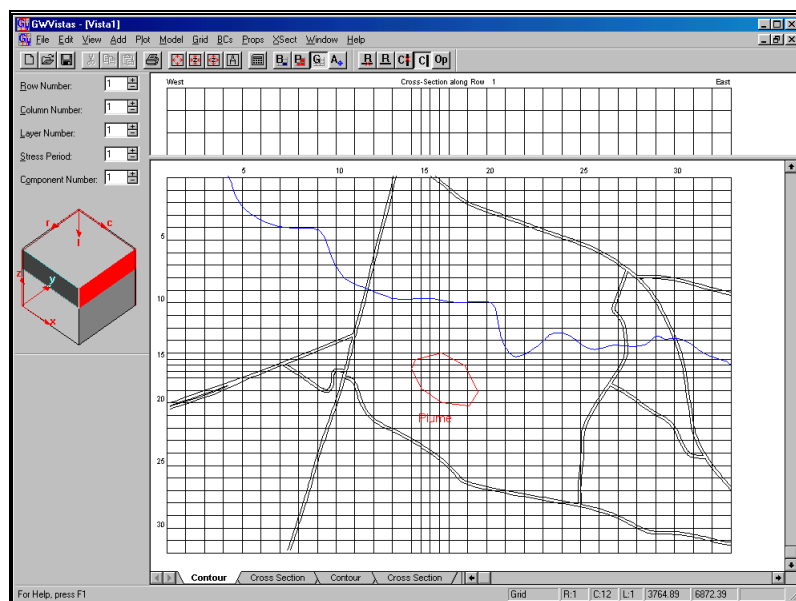 GWVistas - [Vista1]
File Edit View Add Plot Model Grid BCs Props XSect Window Help
B G A R R C C Op
Row Number: 1
Column Number: 1
Layer Number: 1
Stress Period: 1
Component Number: 1
r c l z y x
West Cross-Section along Row 1 East
5 10 15 20 25 30
5
10
15
20
25
30
Plume
Contour Cross Section Contour Cross Section
For Help, press F1 Grid R:1 C:12 L:1 3764.89 6872.39